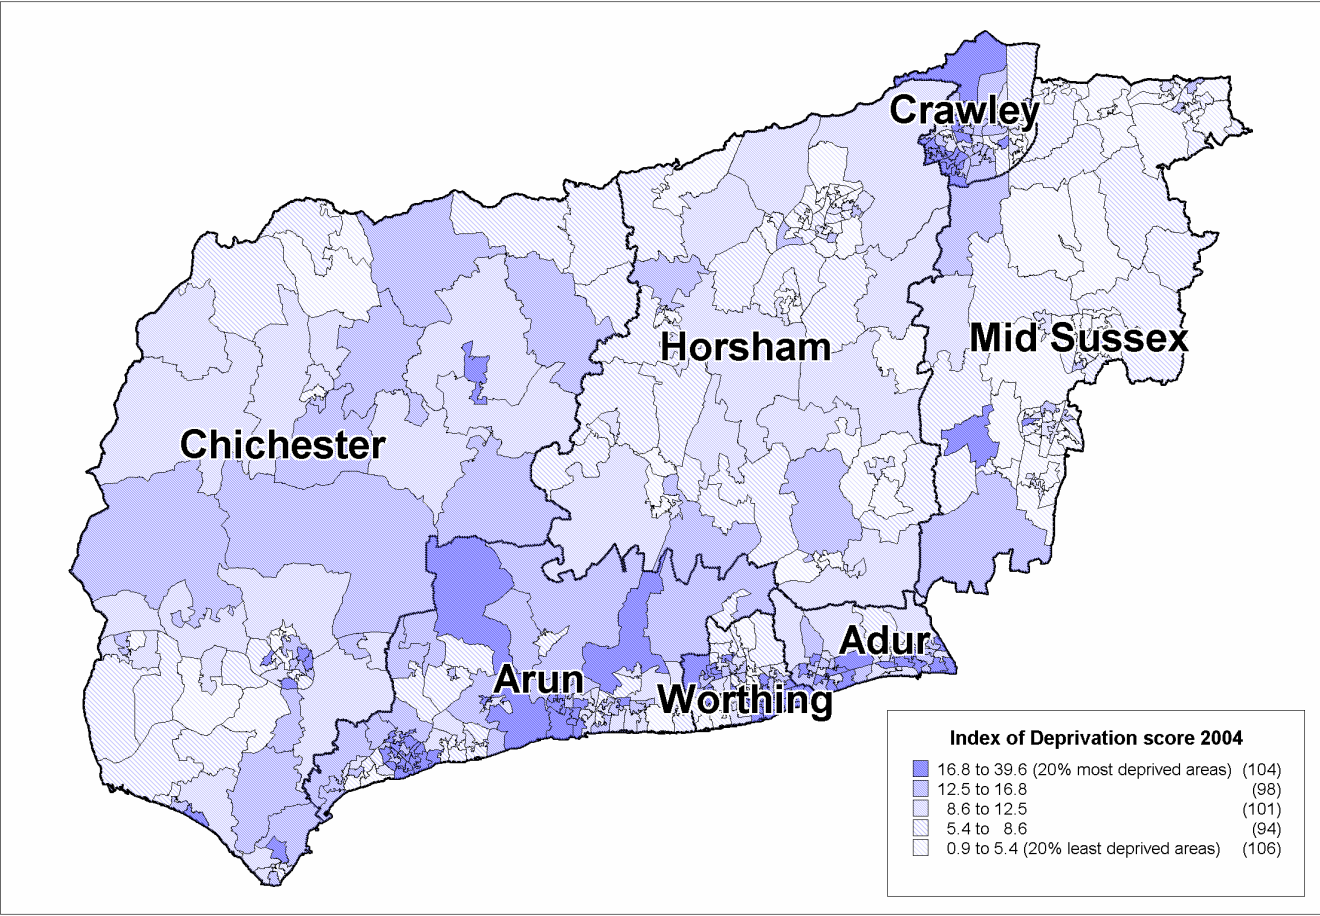 Crawley
Mid Sussex
Horsham
Chichester
Adur
Arun
Worthing
Index of Deprivation score 2004
16.8 to 39.6 (20% most deprived areas) (104)
12.5 to 16.8 (98)
8.6 to 12.5 (101)
5.4 to 8.6 (94)
0.9 to 5.4 (20% least deprived areas) (106)